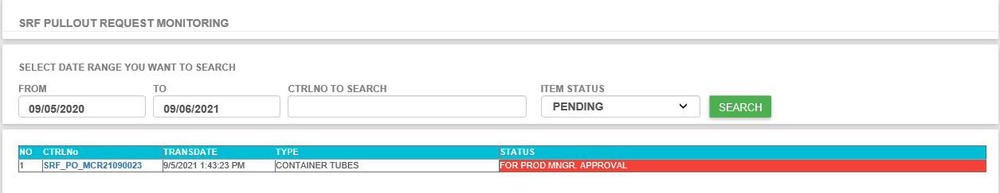 SRF PULLOUT REQUEST MONITORING
SELECT DATE RANGE YOU WANT TO SEARCH
FROM TO CTRLNO TO SEARCH ITEM STATUS
09/05/2020 09/06/2021 PENDING SEARCH
NO CTRLNo TRANSDATE TYPE STATUS
1 SRF_PO_MCR21090023 9/5/2021 1:43:23 PM CONTAINER TUBES FOR PROD.MNGR. APPROVAL